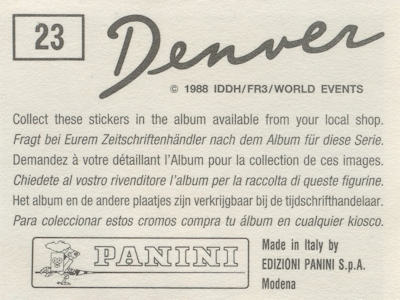 23
Denver
© 1988 IDDH/FR3/WORLD EVENTS
Collect these stickers in the album available from your local shop.
Fragt bei Eurem Zeitschriftenhändler nach dem Album für diese Serie.
Demandez à votre détaillant l'Album pour la collection de ces images.
Chiedete al vostro rivenditore l'album per la raccolta di queste figurine.
Het album en de andere plaatjes zijn verkrijgbaar bij de tijdschrifthandelaar.
Para coleccionar estos cromos compra tu álbum en cualquier kiosco.
PANINI
Made in Italy by
EDIZIONI PANINI S.p.A.
Modena